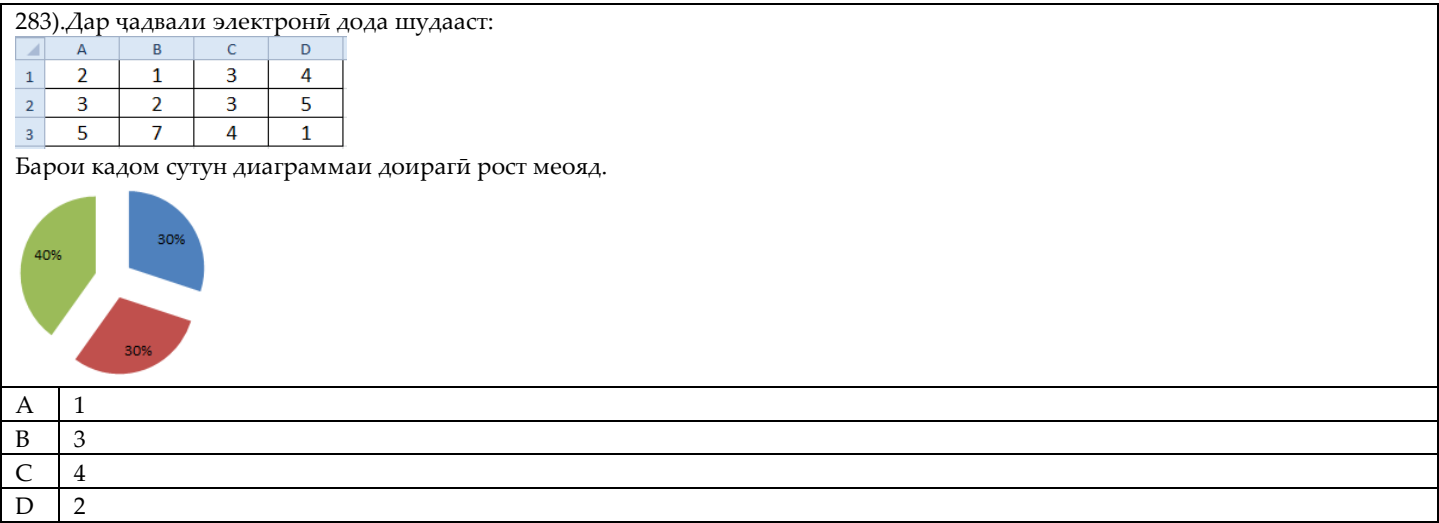 283).Дар ҷадвали электронӣ дода шудааст:
A B C D
1 2 1 3 4
2 3 2 3 5
3 5 7 4 1
Барои кадом сутун диаграммаи доирагӣ рост меояд.
30%
40%
30%
A 1
B 3
C 4
D 2